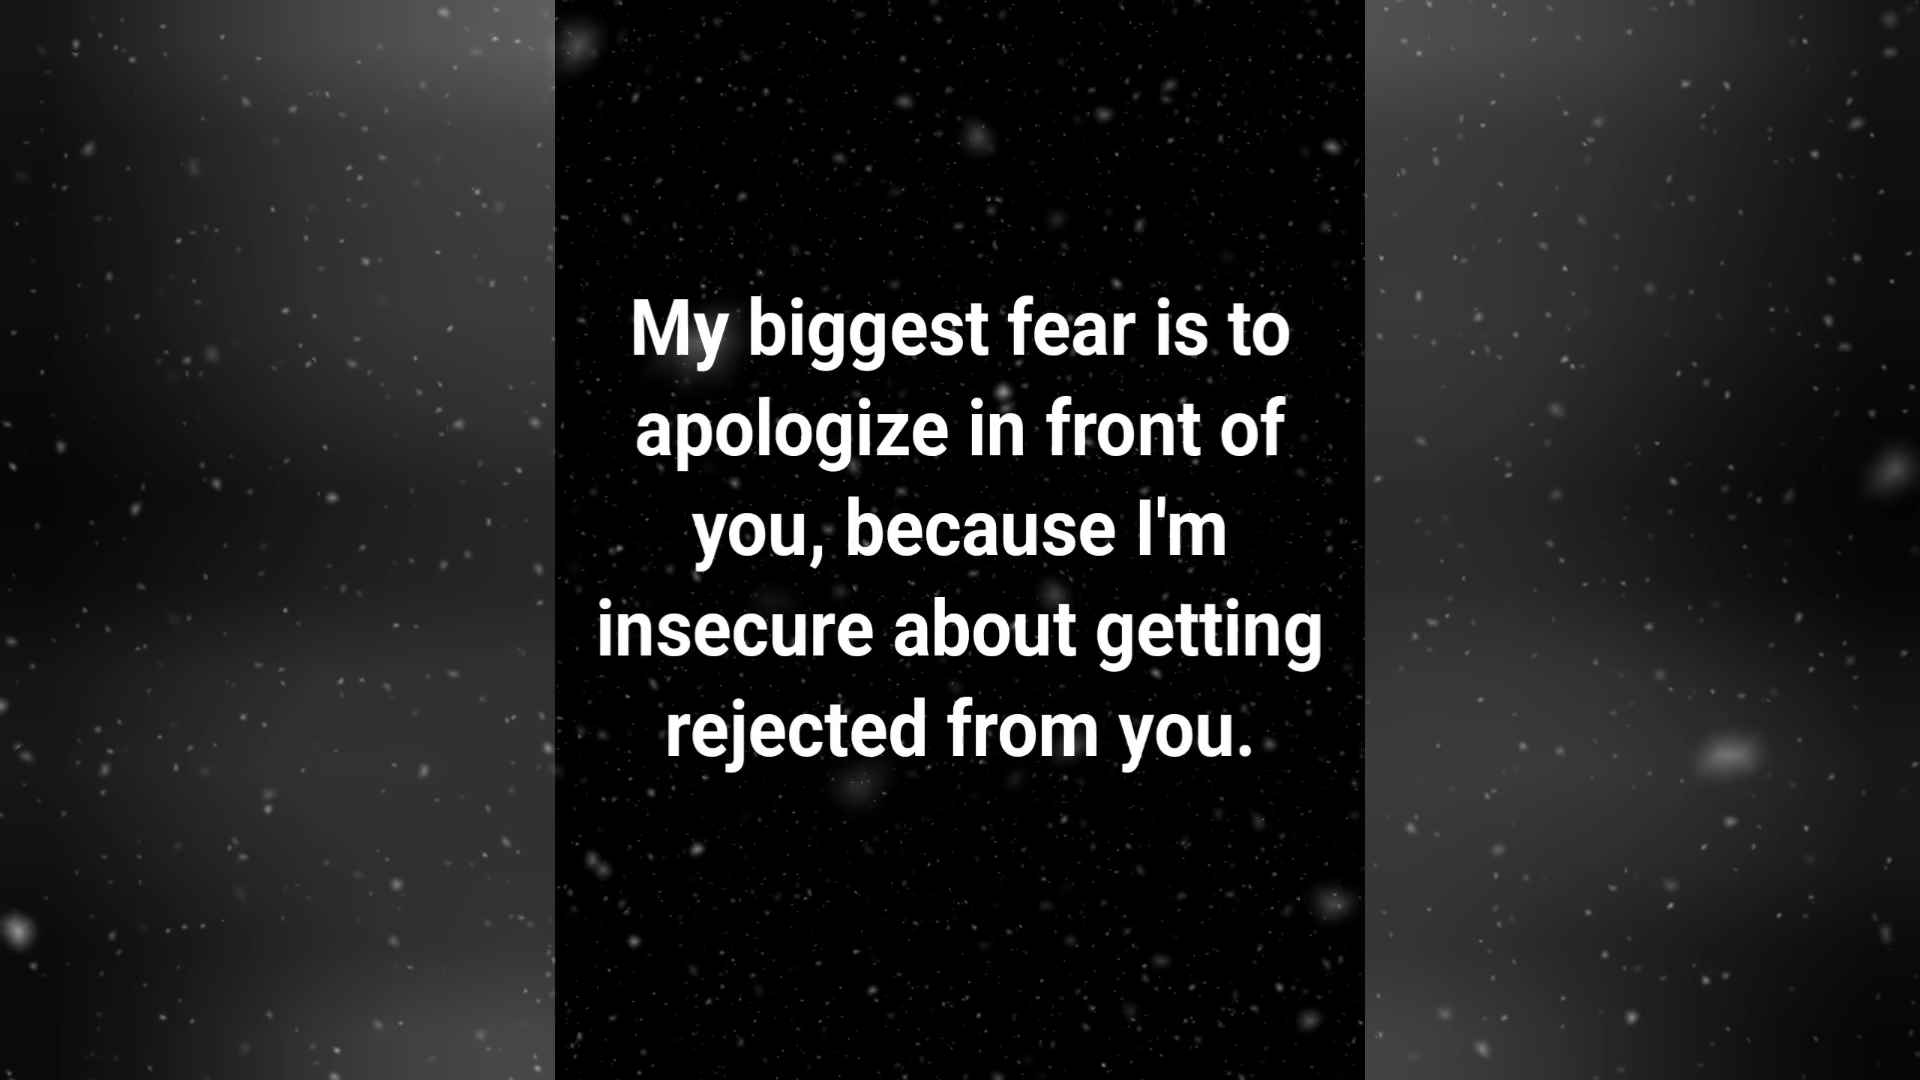 My biggest fear is to
apologize in front of
you, because I'm
insecure about getting
rejected from you.